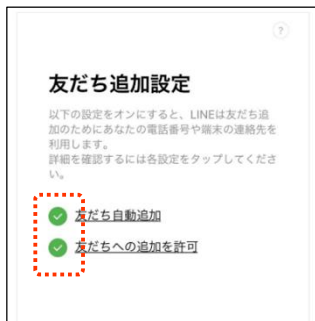 ?
友だち追加設定
以下の設定をオンにすると、LINEは友だち追
加のためにあなたの電話番号や端末の連絡先を
利用します。
詳細を確認するには各設定をタップしてくださ
い。
友だち自動追加
友だちへの追加を許可